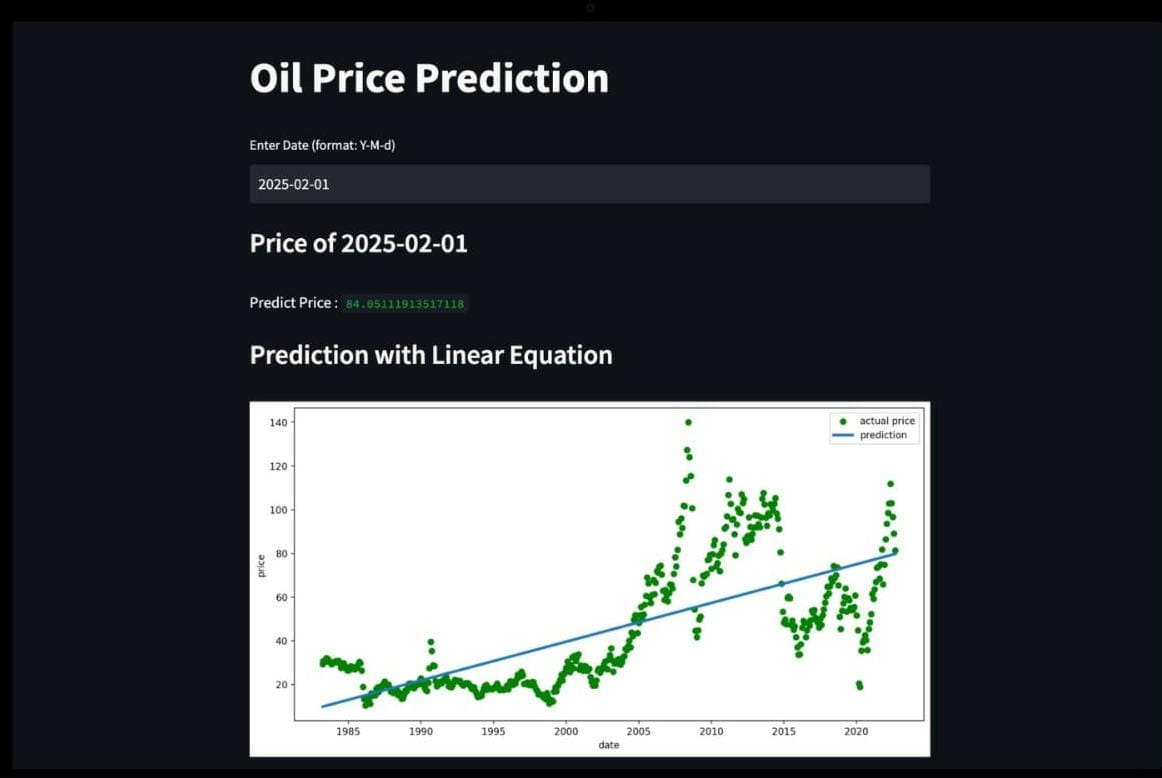 Oil Price Prediction
Enter Date (format: Y-M-d)
2025-02-01
Price of 2025-02-01
Predict Price : 84.05111913517118
Prediction with Linear Equation
actual price
prediction
140
120
100
80
60
40
20
price
1985 1990 1995 2000 2005 2010 2015 2020
date